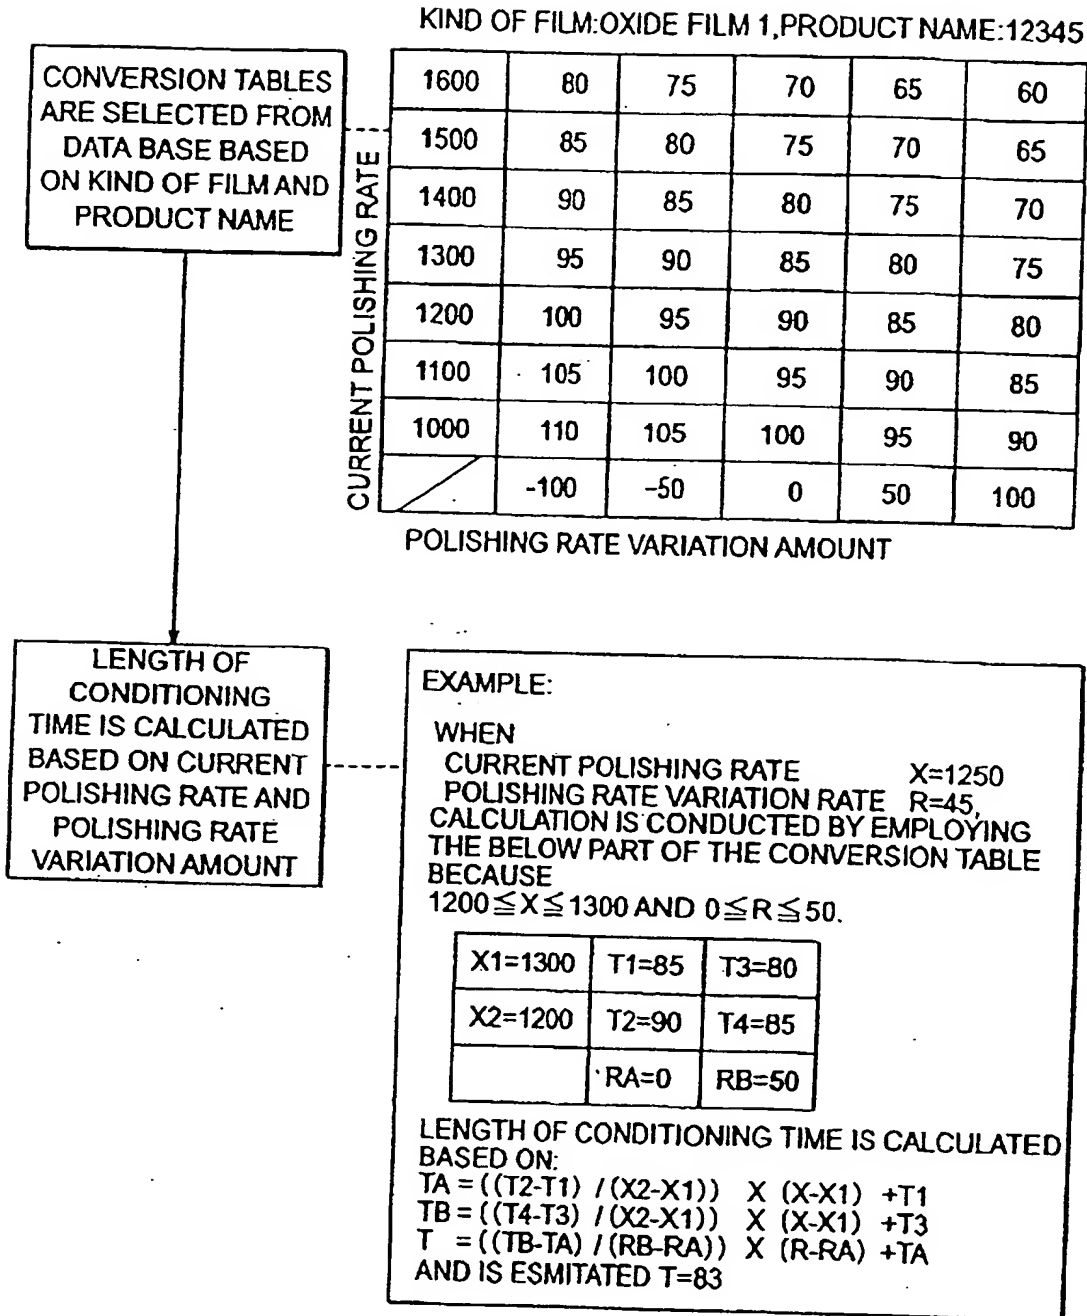 KIND OF FILM:OXIDE FILM 1,PRODUCT NAME:12345
CONVERSION TABLES
ARE SELECTED FROM
DATA BASE BASED
ON KIND OF FILM AND
PRODUCT NAME
CURRENT POLISHING RATE
1600 80 75 70 65 60
1500 85 80 75 70 65
1400 90 85 80 75 70
1300 95 90 85 80 75
1200 100 95 90 85 80
1100 105 100 95 90 85
1000 110 105 100 95 90
-100 -50 0 50 100
POLISHING RATE VARIATION AMOUNT
LENGTH OF
CONDITIONING
TIME IS CALCULATED
BASED ON CURRENT
POLISHING RATE AND
POLISHING RATE
VARIATION AMOUNT
EXAMPLE:
WHEN
CURRENT POLISHING RATE X=1250
POLISHING RATE VARIATION RATE R=45,
CALCULATION IS CONDUCTED BY EMPLOYING
THE BELOW PART OF THE CONVERSION TABLE
BECAUSE
1200≦X≦1300 AND 0≦R≦50.
X1=1300 T1=85 T3=80
X2=1200 T2=90 T4=85
RA=0 RB=50
LENGTH OF CONDITIONING TIME IS CALCULATED
BASED ON:
TA = ((T2-T1) / (X2-X1)) X (X-X1) +T1
TB = ((T4-T3) / (X2-X1)) X (X-X1) +T3
T = ((TB-TA) / (RB-RA)) X (R-RA) +TA
AND IS ESMITATED T=83